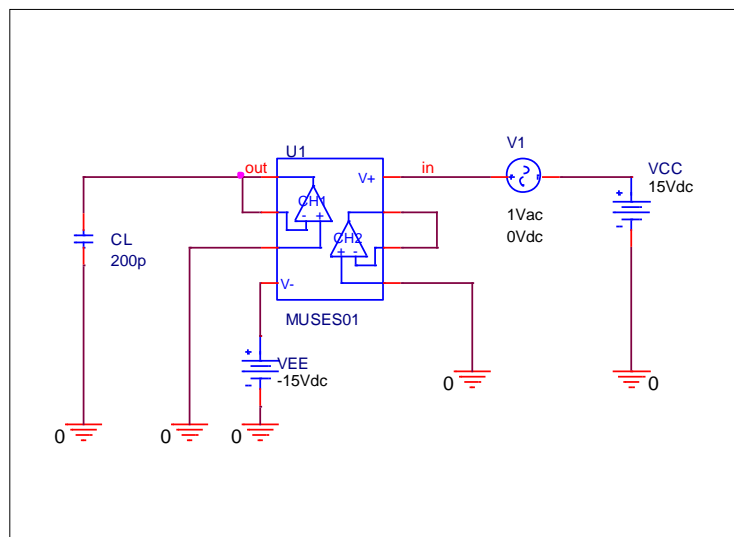 U1
V1
out
V+
in
VCC
15Vdc
CH1
- +
1Vac
0Vdc
CH2
+ -
CL
200p
V-
MUSES01
VEE
-15Vdc
0
0
0
0
0